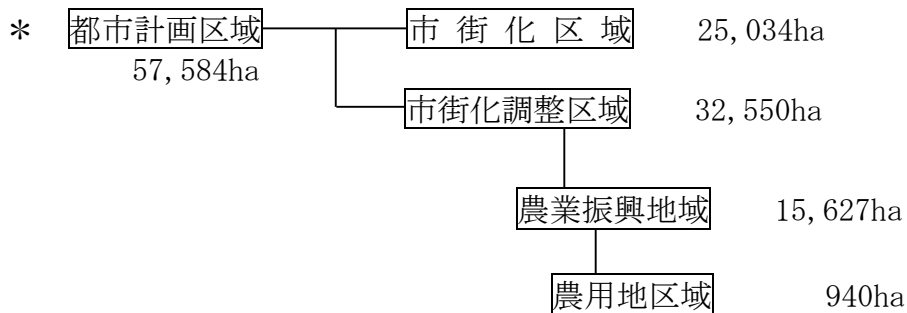 ＊ 都市計画区域 市街化区域 25,034ha
57,584ha
市街化調整区域 32,550ha
農業振興地域 15,627ha
農用地区域 940ha